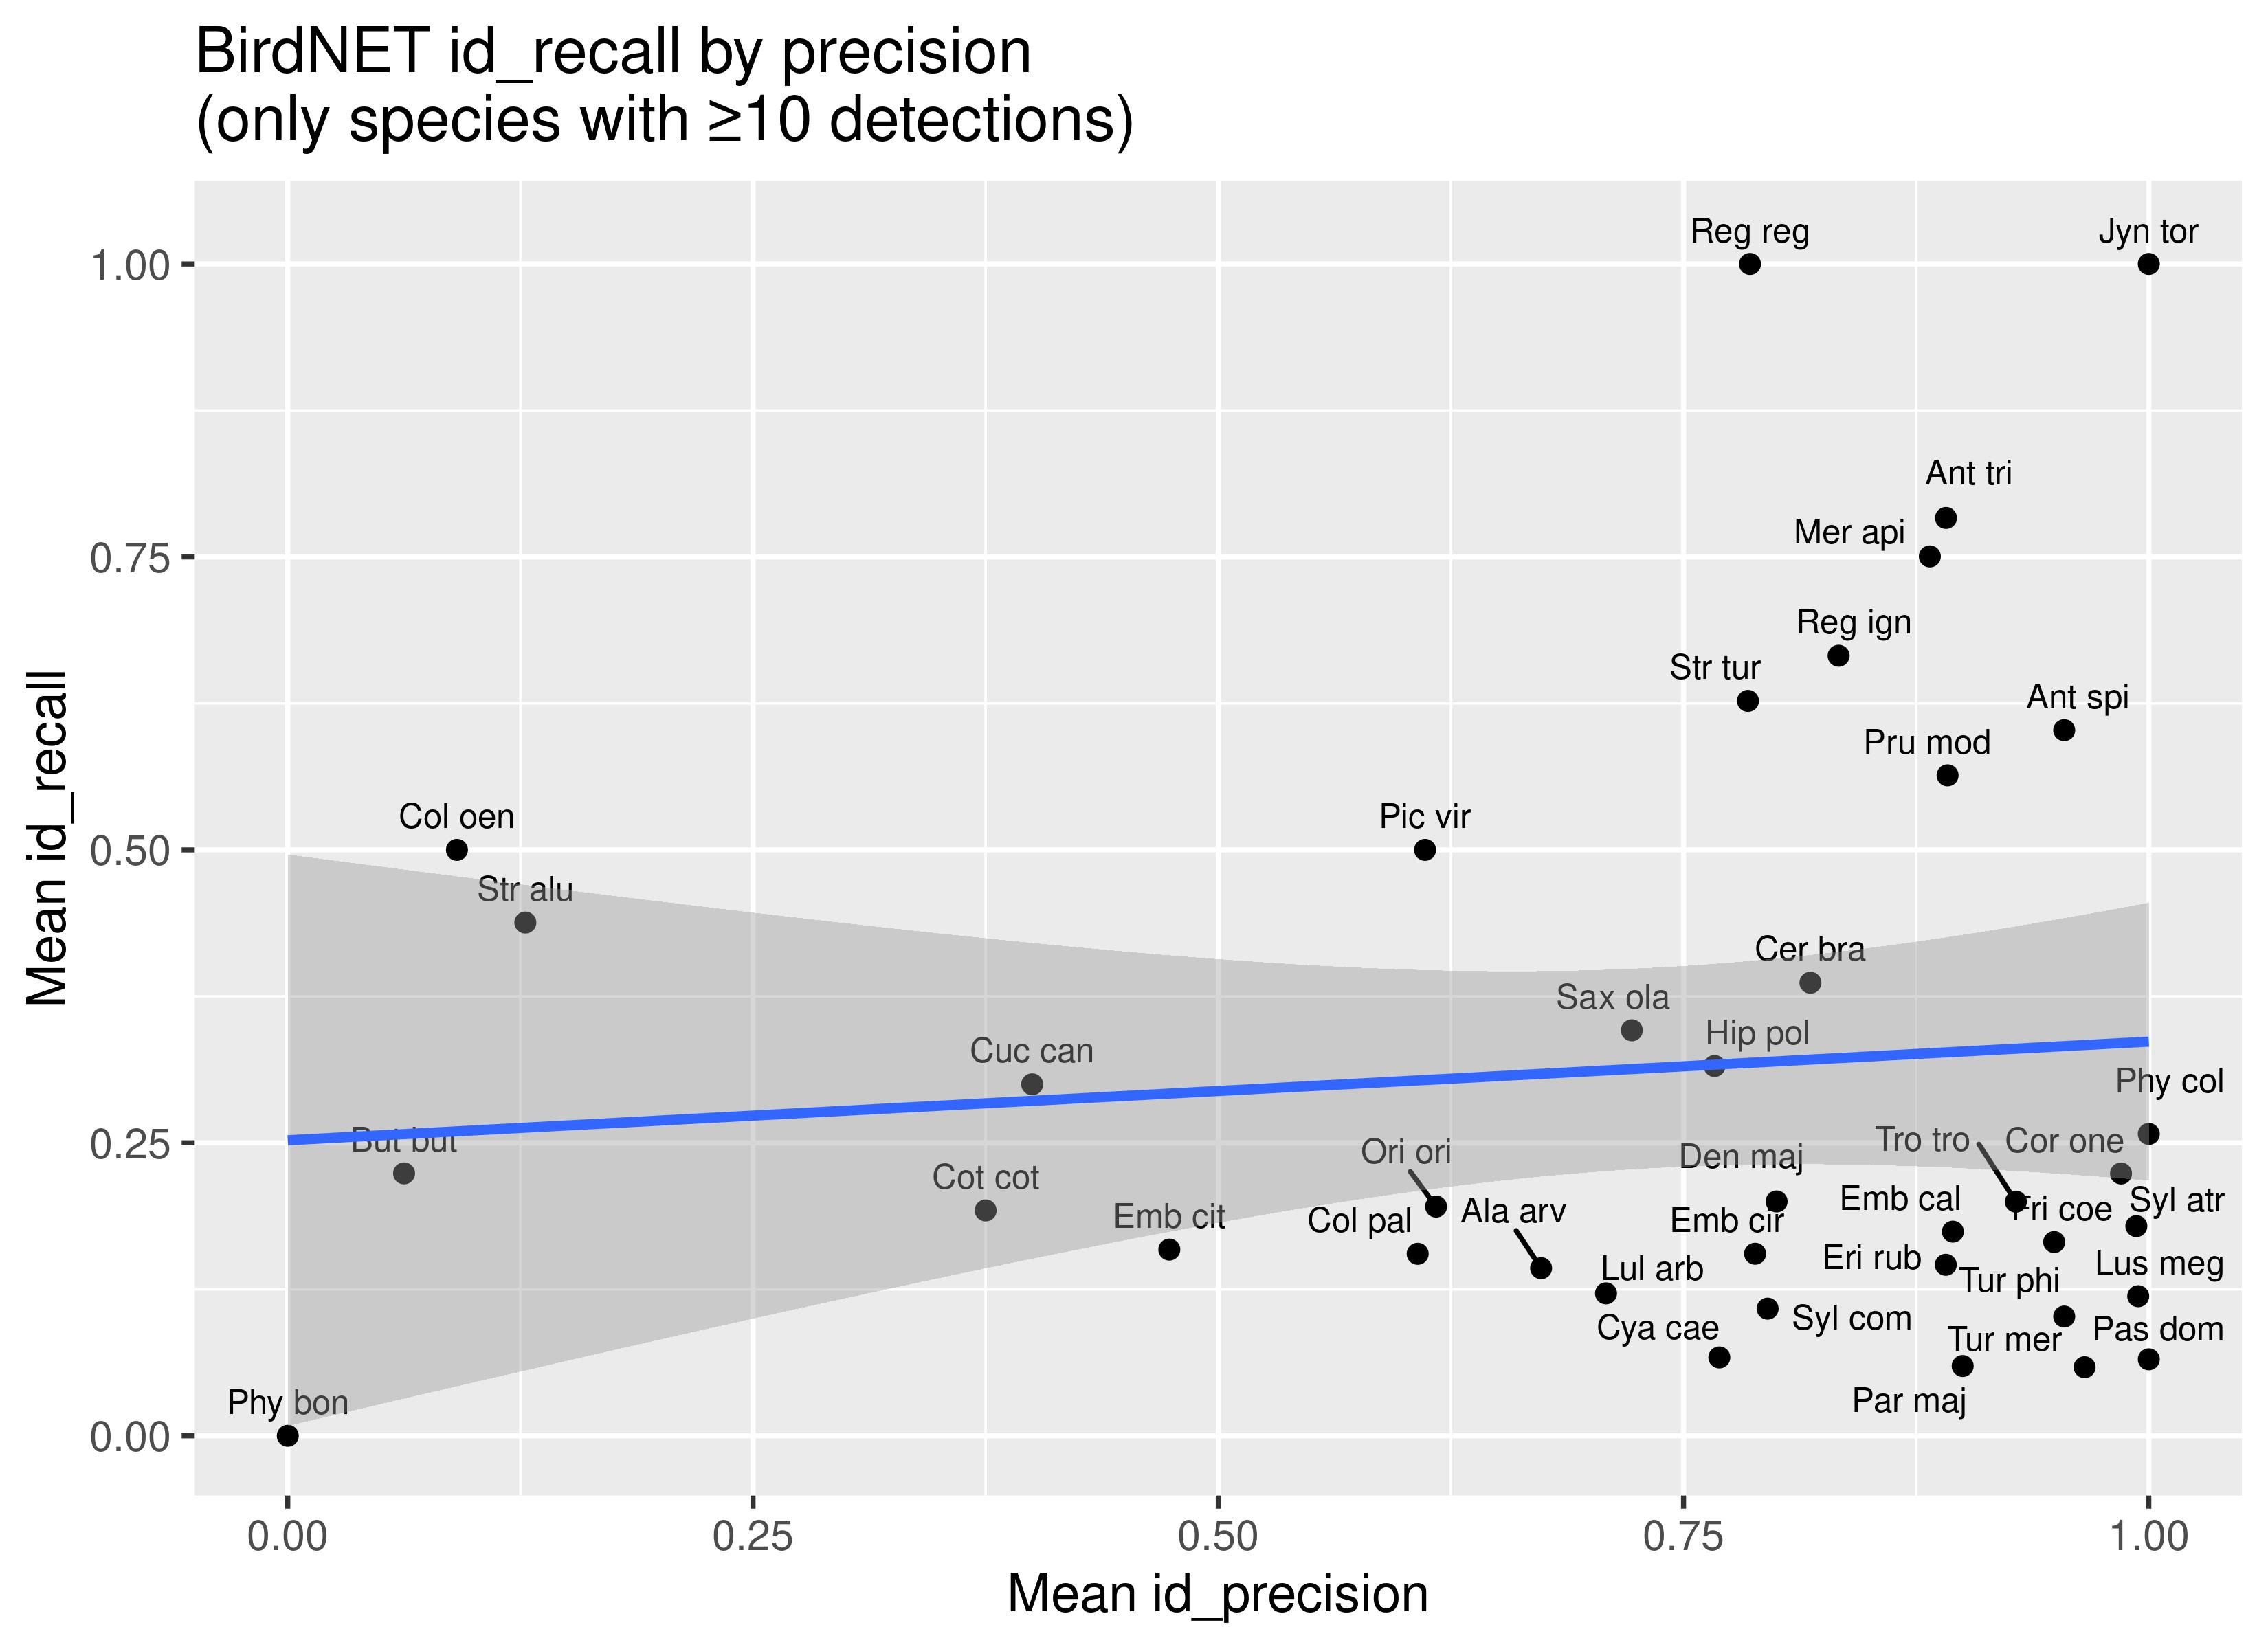 BirdNET id_recall by precision
(only species with ≥10 detections)
Reg reg
Jyn tor
1.00
Ant tri
Mer api
0.75
Reg ign
Str tur
Ant spi
Pru mod
Col oen
Pic vir
0.50
Str alu
Cer bra
Sax ola
Hip pol
Cuc can
Phy col
But but
0.25
Ori ori
Den maj
Tro tro
Cor one
Cot cot
Emb cit
Col pal
Ala arv
Emb cir
Emb cal
Fri coe
Syl atr
Eri rub
Lul arb
Tur phi
Lus meg
Cya cae
Syl com
Tur mer
Pas dom
Par maj
Phy bon
0.00
0.00
0.25
0.50
0.75
1.00
Mean id_precision
Mean id_recall